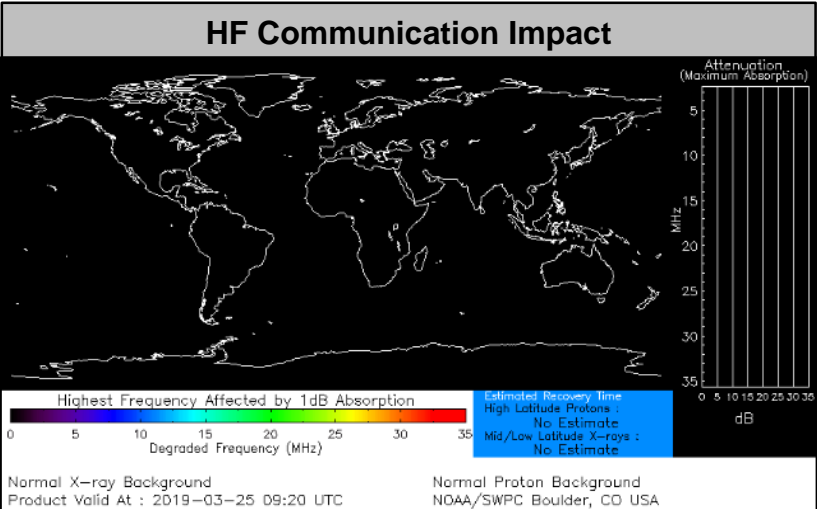 HF Communication Impact
Attenuation
(Maximum Absorption)
5
10
15
20
25
30
35
MHz
0 5 10 15 20 25 30 35
dB
Highest Frequency Affected by 1dB Absorption
0 5 10 15 20 25 30 35
Degraded Frequency (MHz)
Estimated Recovery Time
High Latitude Protons :
No Estimate
Mid/Low Latitude X-rays :
No Estimate
Normal X-ray Background
Normal Proton Background
Product Valid At : 2019-03-25 09:20 UTC
NOAA/SWPC Boulder, CO USA